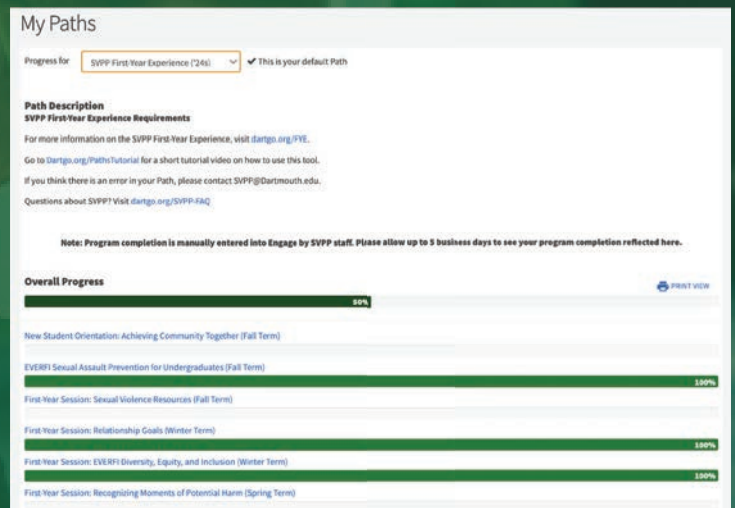 My Paths
Progress for SVPP First-Year Experience ('24s) ✔ This is your default Path
Path Description
SVPP First-Year Experience Requirements
For more information on the SVPP First-Year Experience, visit dartgo.org/FYE.
Go to Dartgo.org/PathsTutorial for a short tutorial video on how to use this tool.
If you think there is an error in your Path, please contact SVPP@Dartmouth.edu.
Questions about SVPP? Visit dartgo.org/SVPP-FAQ
Note: Program completion is manually entered into Engage by SVPP staff. Please allow up to 5 business days to see your program completion reflected here.
Overall Progress
PRINT VIEW
50%
New Student Orientation: Achieving Community Together (Fall Term)
EVERFI Sexual Assault Prevention for Undergraduates (Fall Term)
100%
First-Year Session: Sexual Violence Resources (Fall Term)
First-Year Session: Relationship Goals (Winter Term)
100%
First-Year Session: EVERFI Diversity, Equity, and Inclusion (Winter Term)
100%
First-Year Session: Recognizing Moments of Potential Harm (Spring Term)